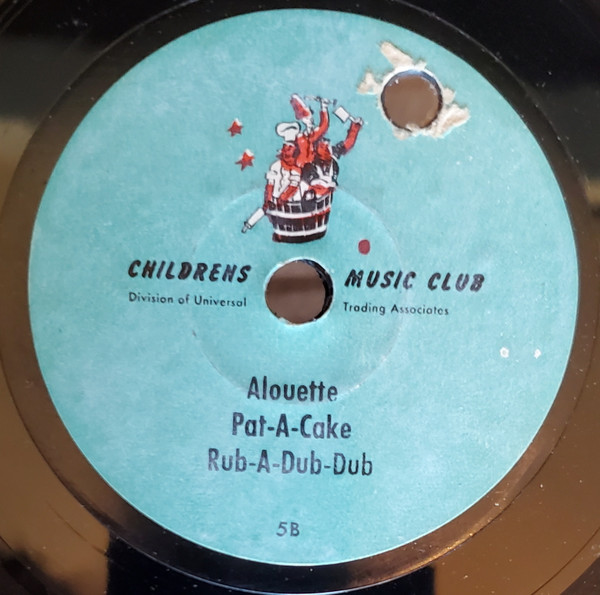 CHILDRENS MUSIC CLUB
Division of Universal Trading Associates
Alouette
Pat-A-Cake
Rub-A-Dub-Dub
5B